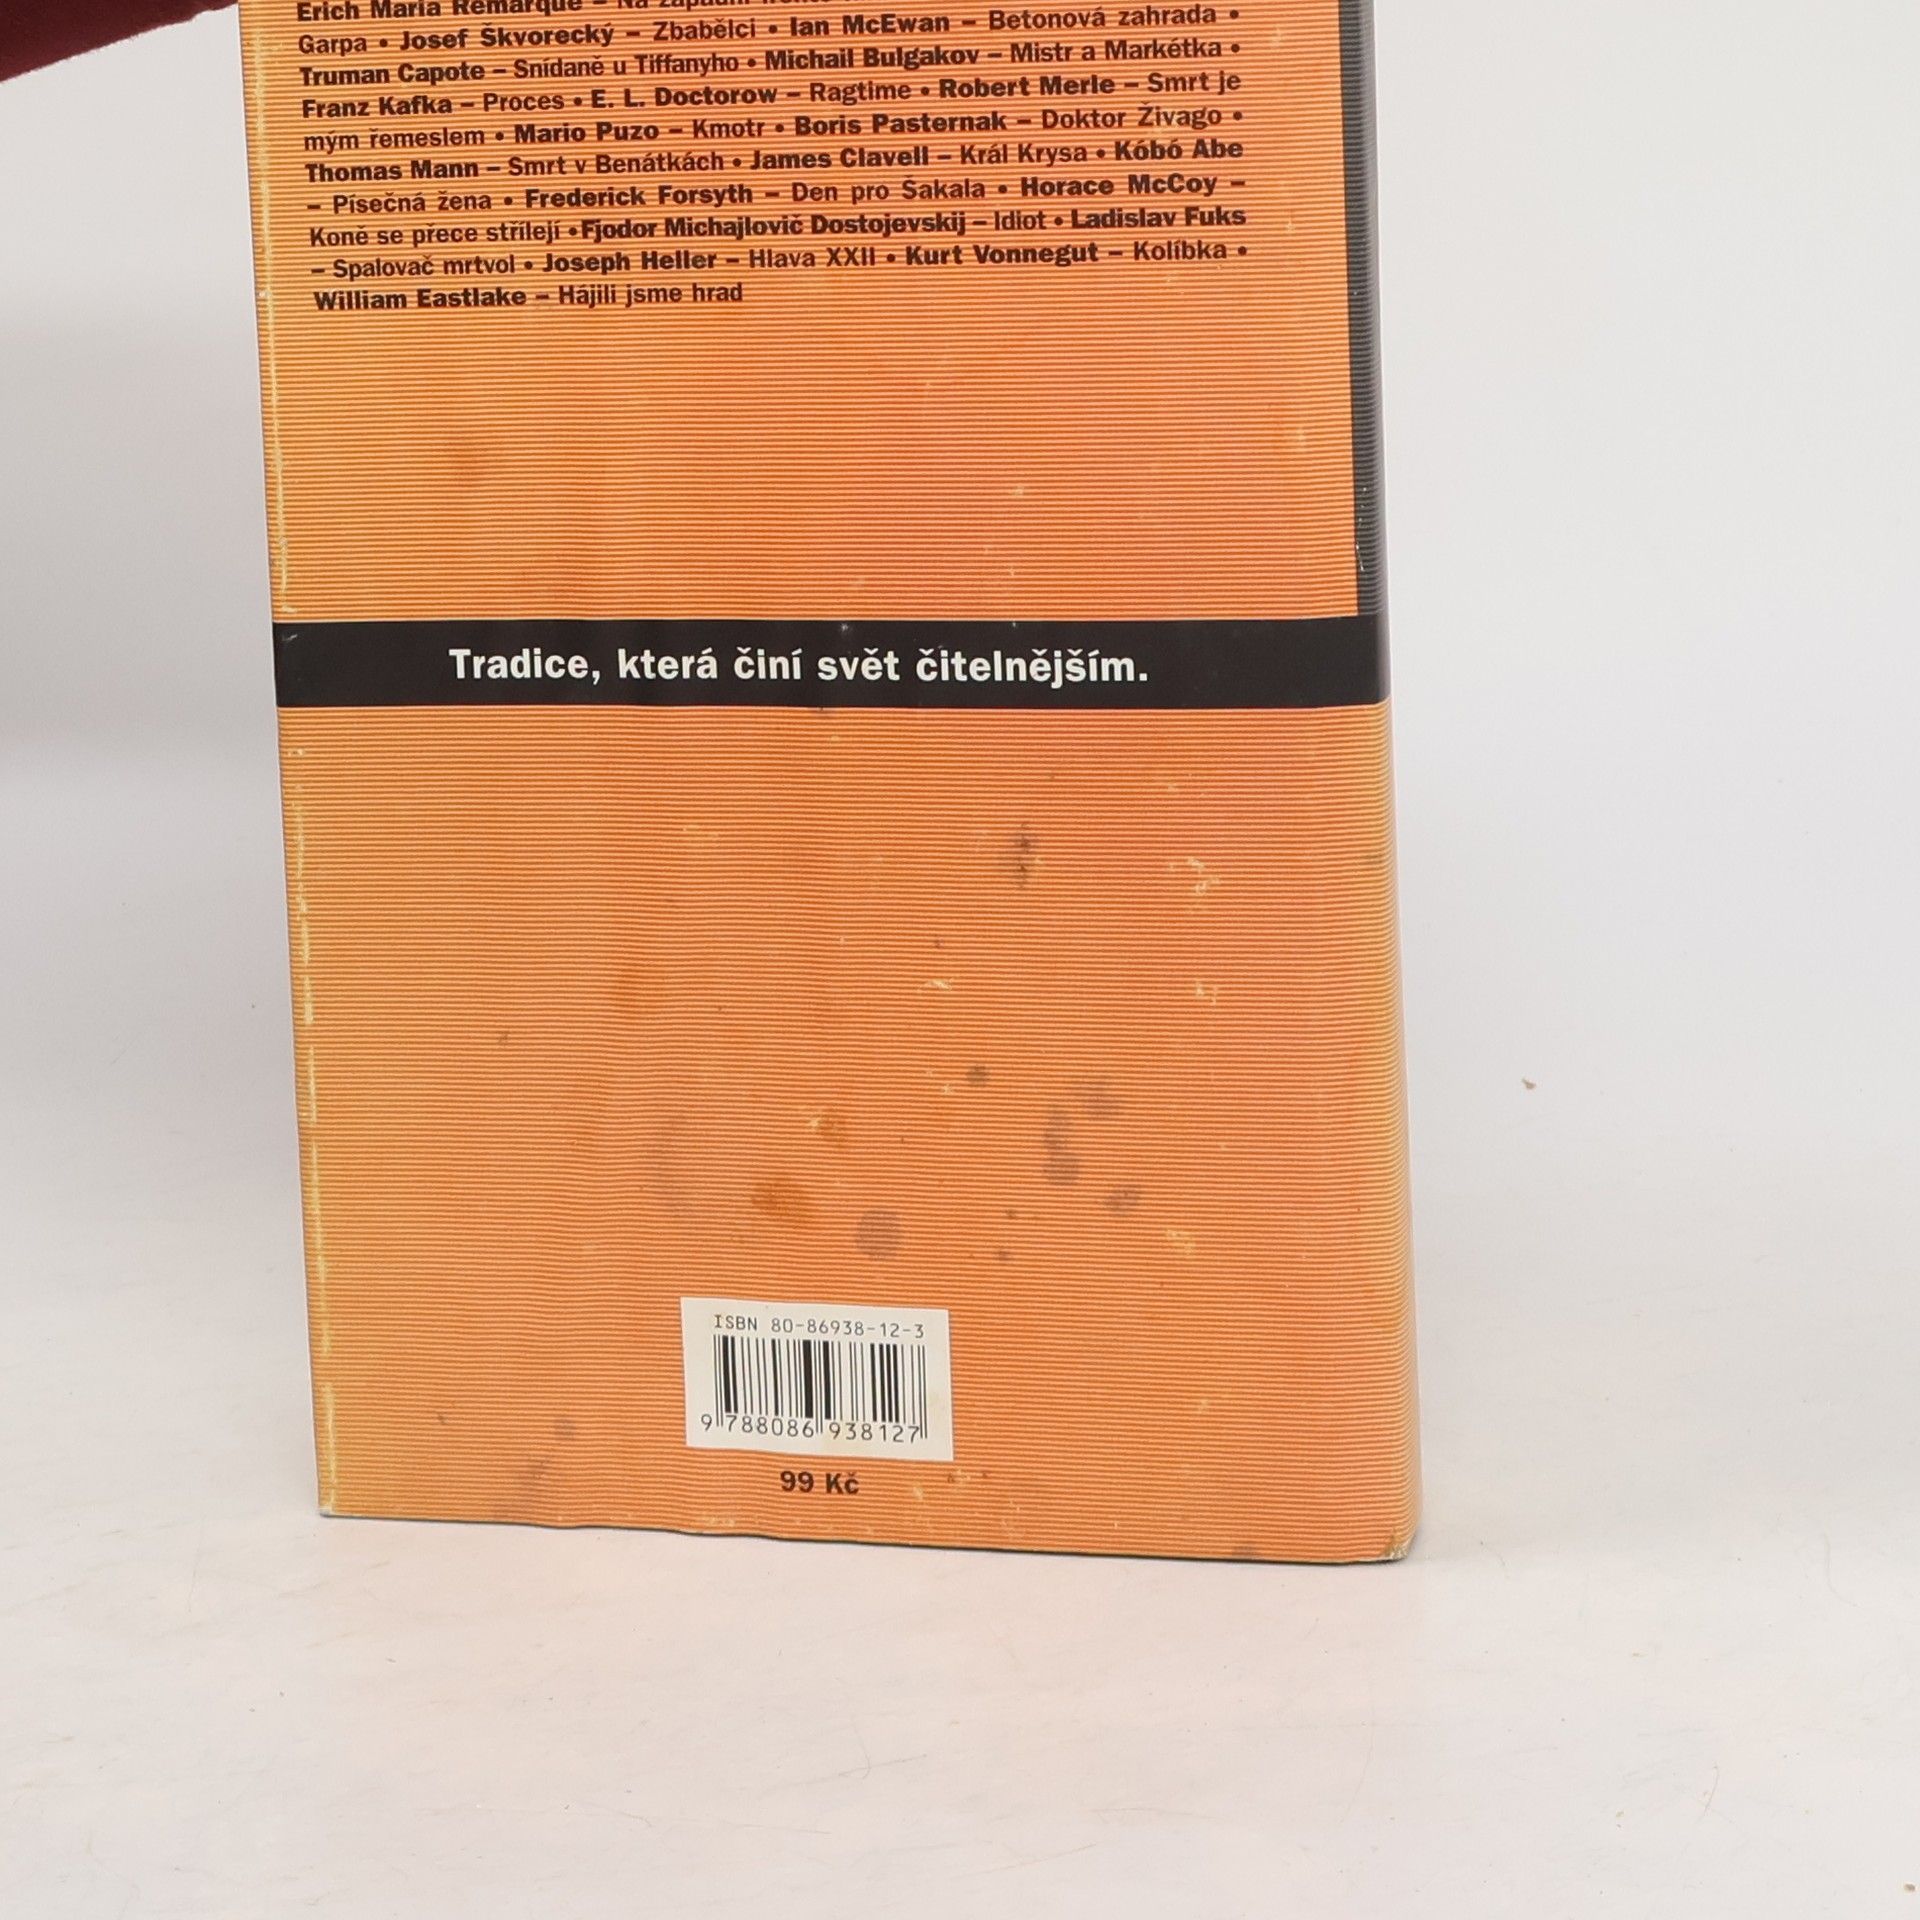 Erich Maria Remarque – Na západní
Garpa • Josef Škvorecký – Zbabělci • Ian McEwan – Betonová zahrada •
Truman Capote – Snídaně u Tiffanyho • Michail Bulgakov – Mistr a Markétka •
Franz Kafka – Proces • E. L. Doctorow – Ragtime • Robert Merle – Smrt je
mým řemeslem • Mario Puzo – Kmotr • Boris Pasternak – Doktor Živago •
Thomas Mann – Smrt v Benátkách • James Clavell – Král Krysa • Kóbó Abe
– Písečná žena • Frederick Forsyth – Den pro Šakala • Horace McCoy –
Koně se přece střílejí • Fjodor Michajlovič Dostojevskij – Idiot • Ladislav Fuks
– Spalovač mrtvol • Joseph Heller – Hlava XXII • Kurt Vonnegut – Kolíbka •
William Eastlake – Hájili jsme hrad
Tradice, která činí svět čitelnějším.
ISBN 80-86938-12-3
9 788086 938127
99 Kč